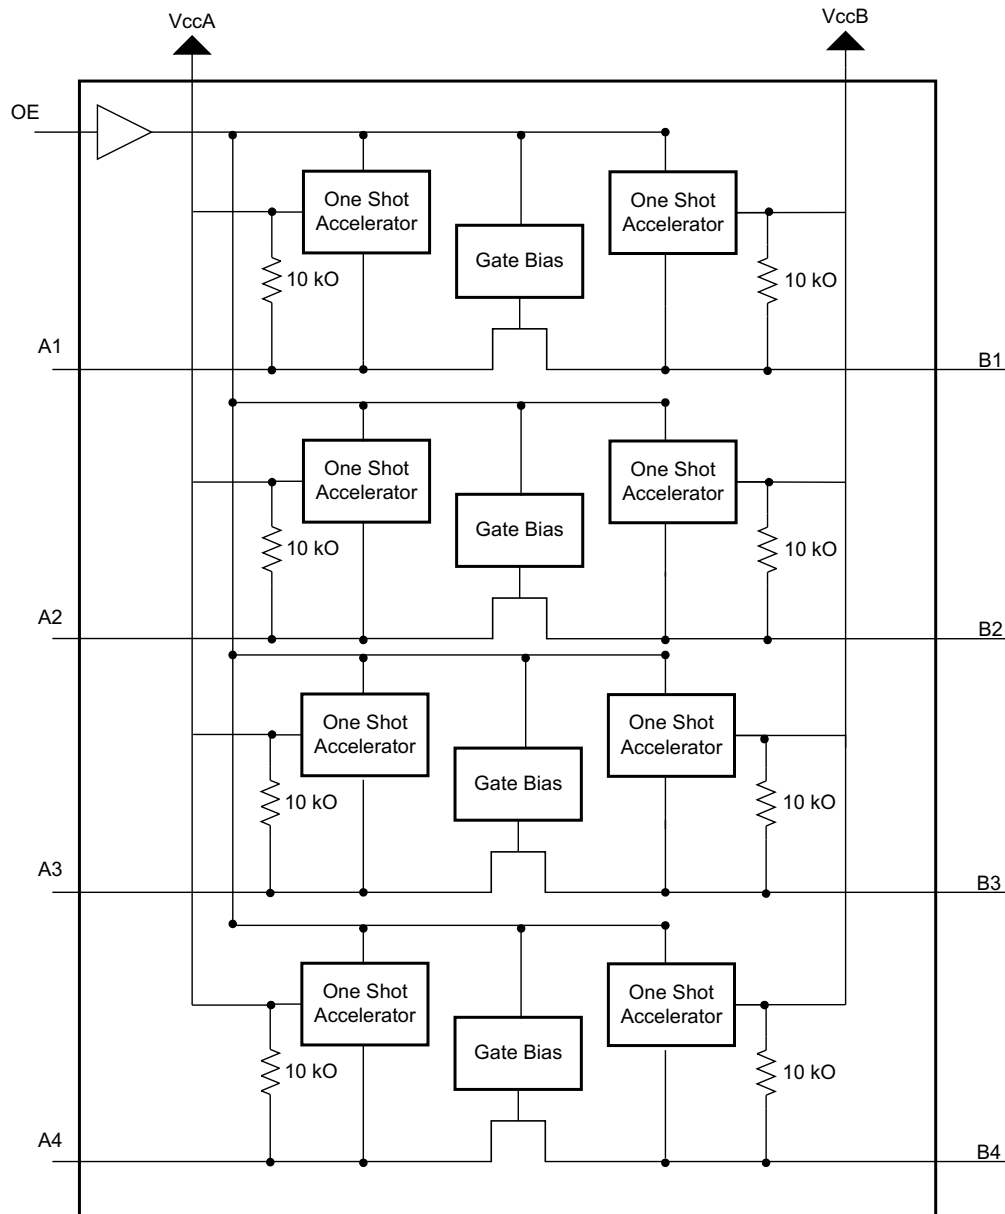 VccA
VccB
OE
One Shot
Accelerator
One Shot
Accelerator
Gate Bias
10 kO
10 kO
A1
B1
One Shot
Accelerator
One Shot
Accelerator
Gate Bias
10 kO
10 kO
A2
B2
One Shot
Accelerator
One Shot
Accelerator
Gate Bias
10 kO
10 kO
A3
B3
One Shot
Accelerator
One Shot
Accelerator
Gate Bias
10 kO
10 kO
A4
B4